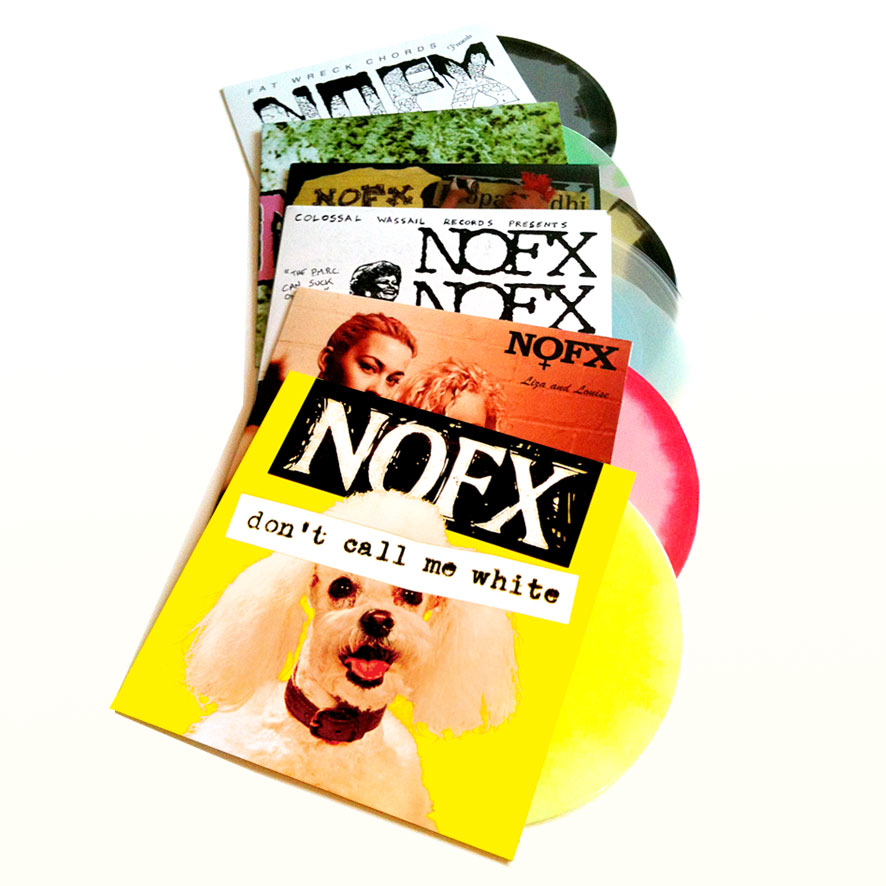 FAT WRECK CHORDS Presents
NOFX
NOFX
COLOSSAL WASSAIL RECORDS PRESENTS
NOFX
"THE P.M.R.C.
CAN SUCK
NOFX
NOFX
Liza and Louise
NOFX
don't call me white